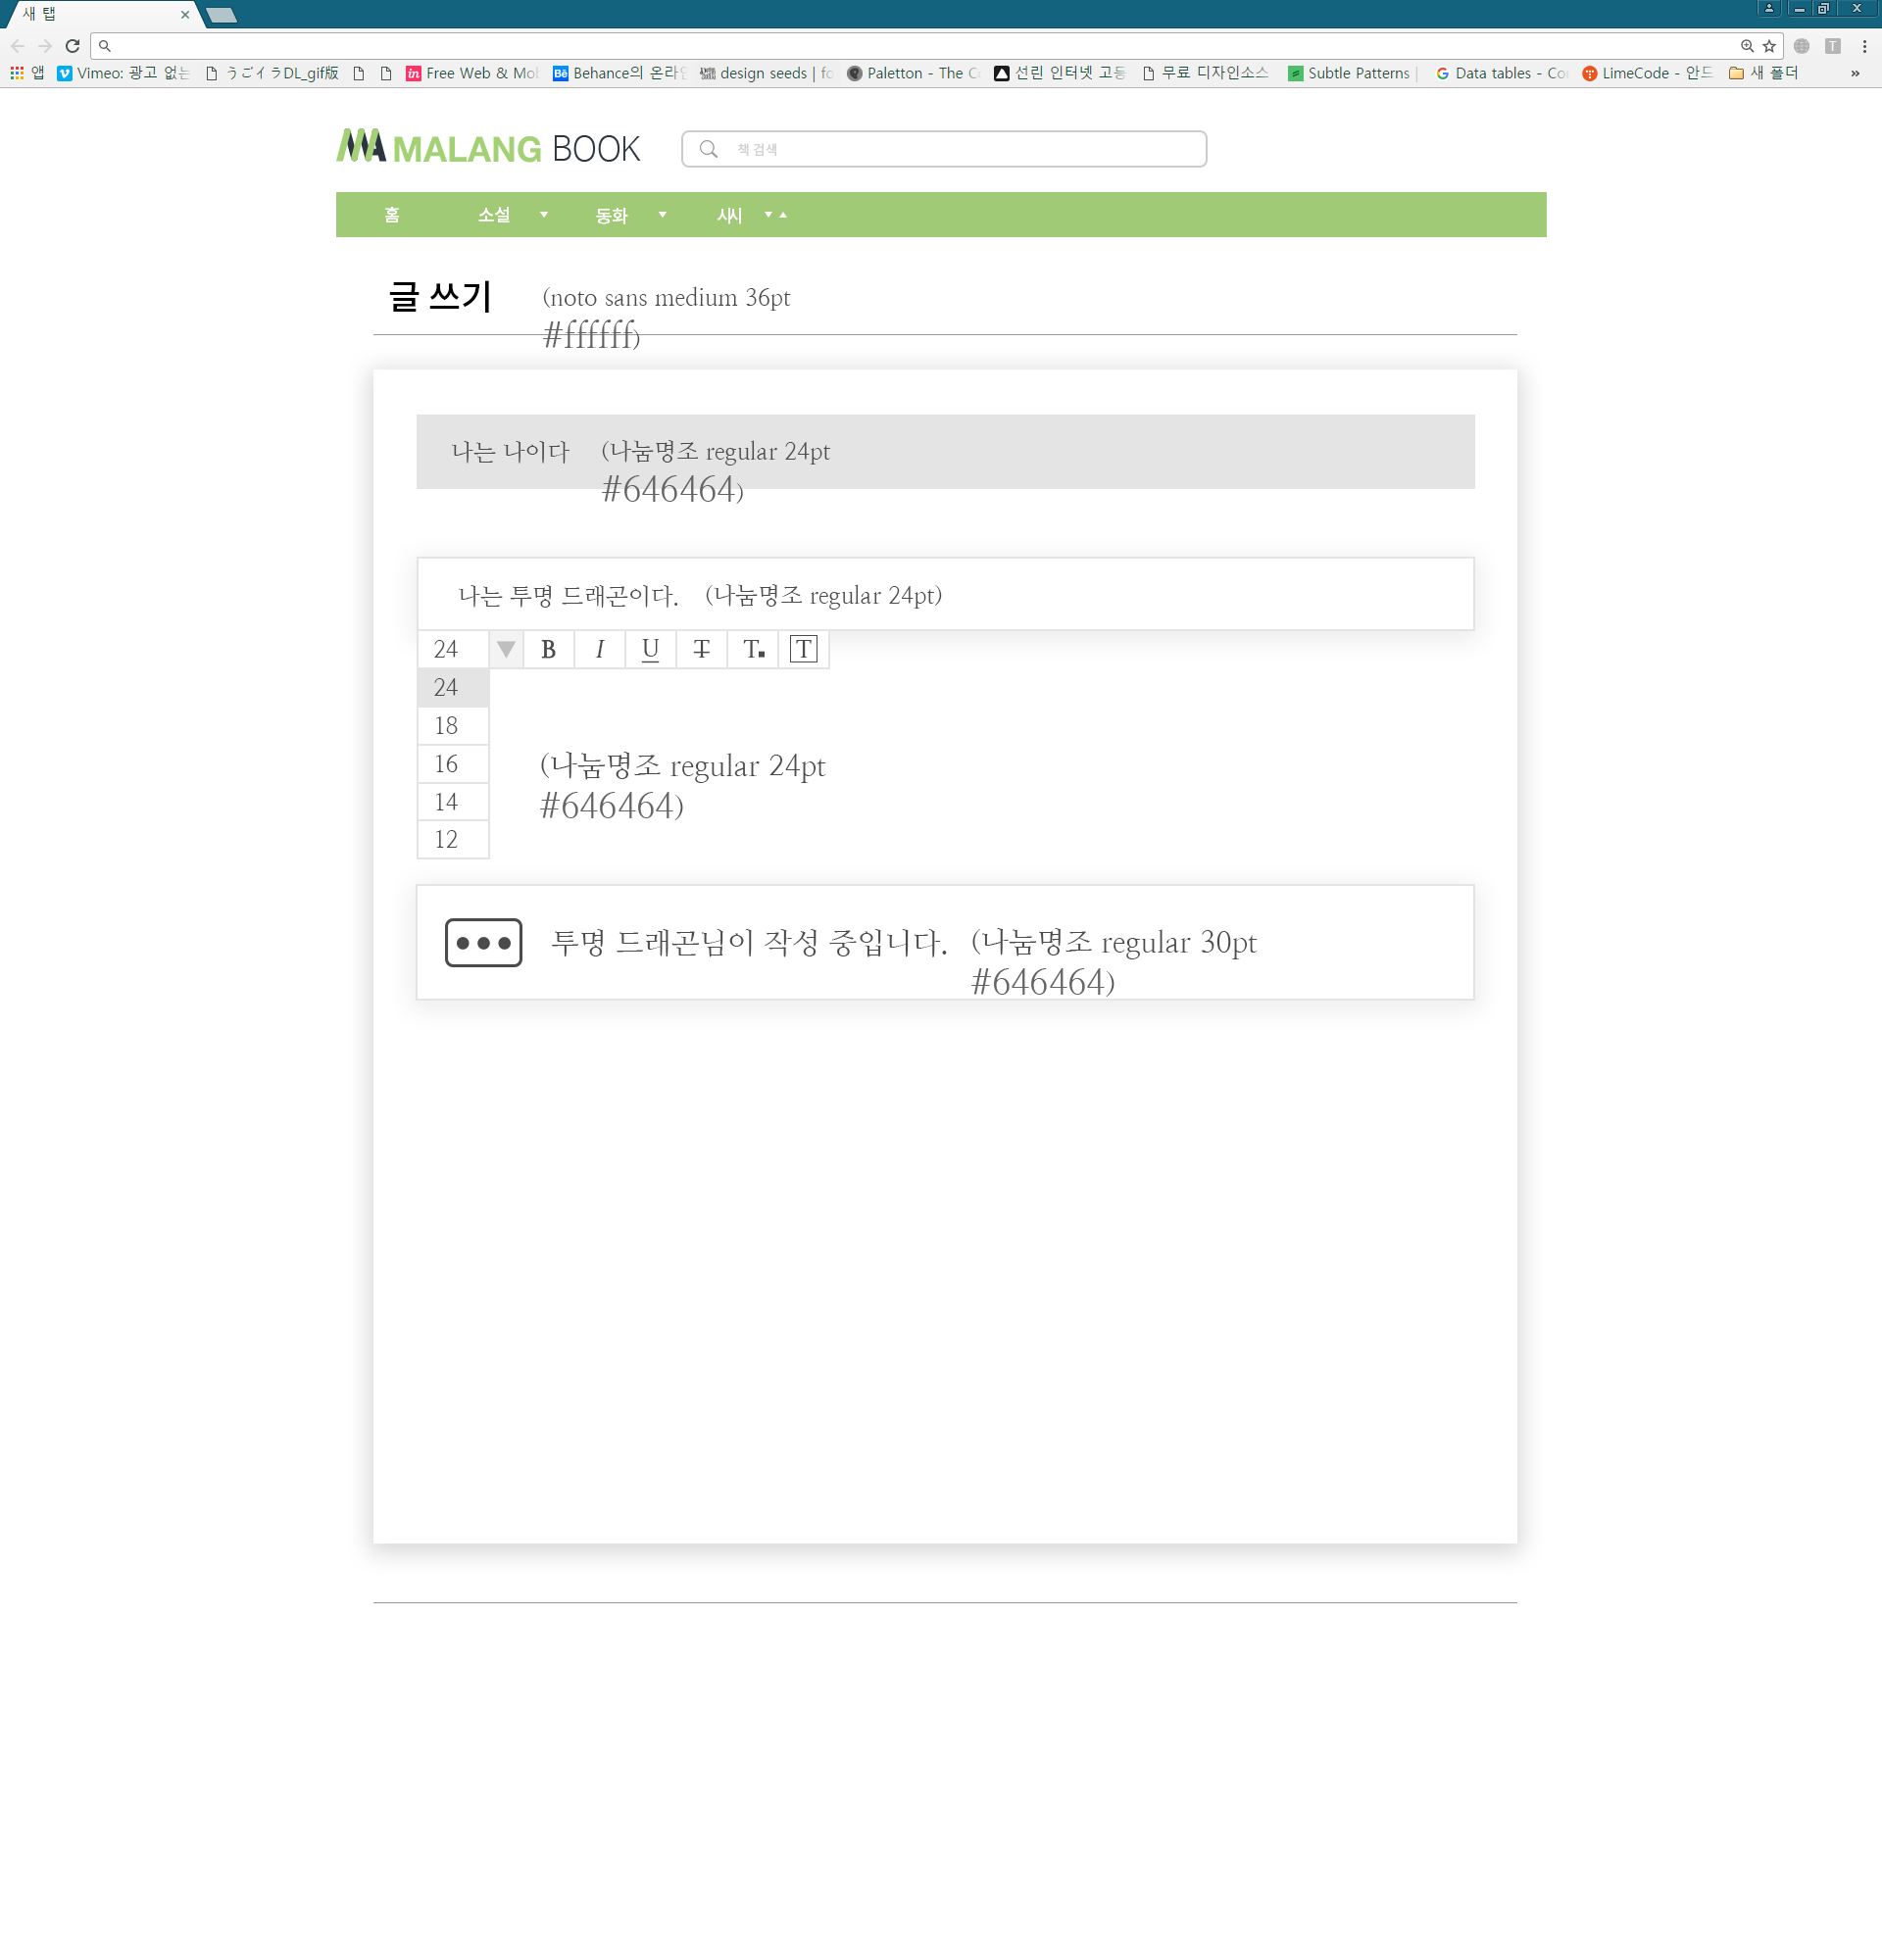 새 탭
앱 Vimeo: 광고 없는 うごイラDL_gif版 Free Web & Mo Behance의 온라인 design seeds | fo Paletton - The C 선린 인터넷 고등 무료 디자인소스 Subtle Patterns | Data tables - Co LimeCode - 안드 새 폴더 »
MALANG BOOK
책 검색
홈 소설 동화 시시
글 쓰기 (noto sans medium 36pt
#ffffff)
나는 나이다 (나눔명조 regular 24pt
#646464)
나는 투명 드래곤이다. (나눔명조 regular 24pt)
24 B I U T T. T
24
18
16
14
12
(나눔명조 regular 24pt
#646464)
투명 드래곤님이 작성 중입니다. (나눔명조 regular 30pt
#646464)